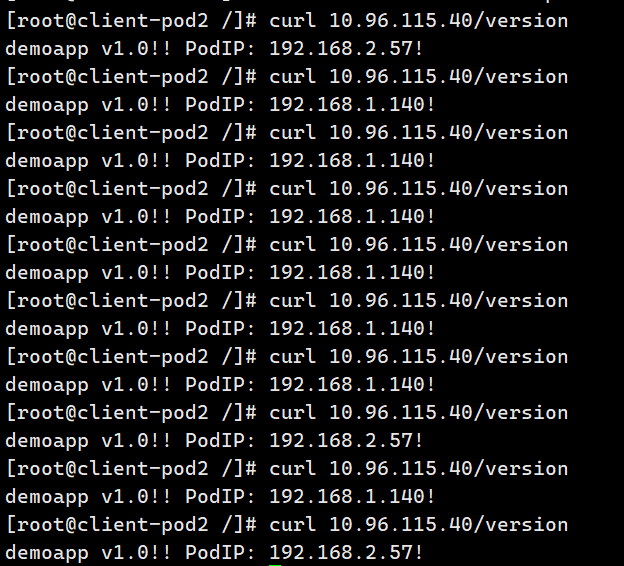 [root@client-pod2 /]# curl 10.96.115.40/version
demoapp v1.0!! PodIP: 192.168.2.57!
[root@client-pod2 /]# curl 10.96.115.40/version
demoapp v1.0!! PodIP: 192.168.1.140!
[root@client-pod2 /]# curl 10.96.115.40/version
demoapp v1.0!! PodIP: 192.168.1.140!
[root@client-pod2 /]# curl 10.96.115.40/version
demoapp v1.0!! PodIP: 192.168.1.140!
[root@client-pod2 /]# curl 10.96.115.40/version
demoapp v1.0!! PodIP: 192.168.1.140!
[root@client-pod2 /]# curl 10.96.115.40/version
demoapp v1.0!! PodIP: 192.168.1.140!
[root@client-pod2 /]# curl 10.96.115.40/version
demoapp v1.0!! PodIP: 192.168.1.140!
[root@client-pod2 /]# curl 10.96.115.40/version
demoapp v1.0!! PodIP: 192.168.2.57!
[root@client-pod2 /]# curl 10.96.115.40/version
demoapp v1.0!! PodIP: 192.168.1.140!
[root@client-pod2 /]# curl 10.96.115.40/version
demoapp v1.0!! PodIP: 192.168.2.57!